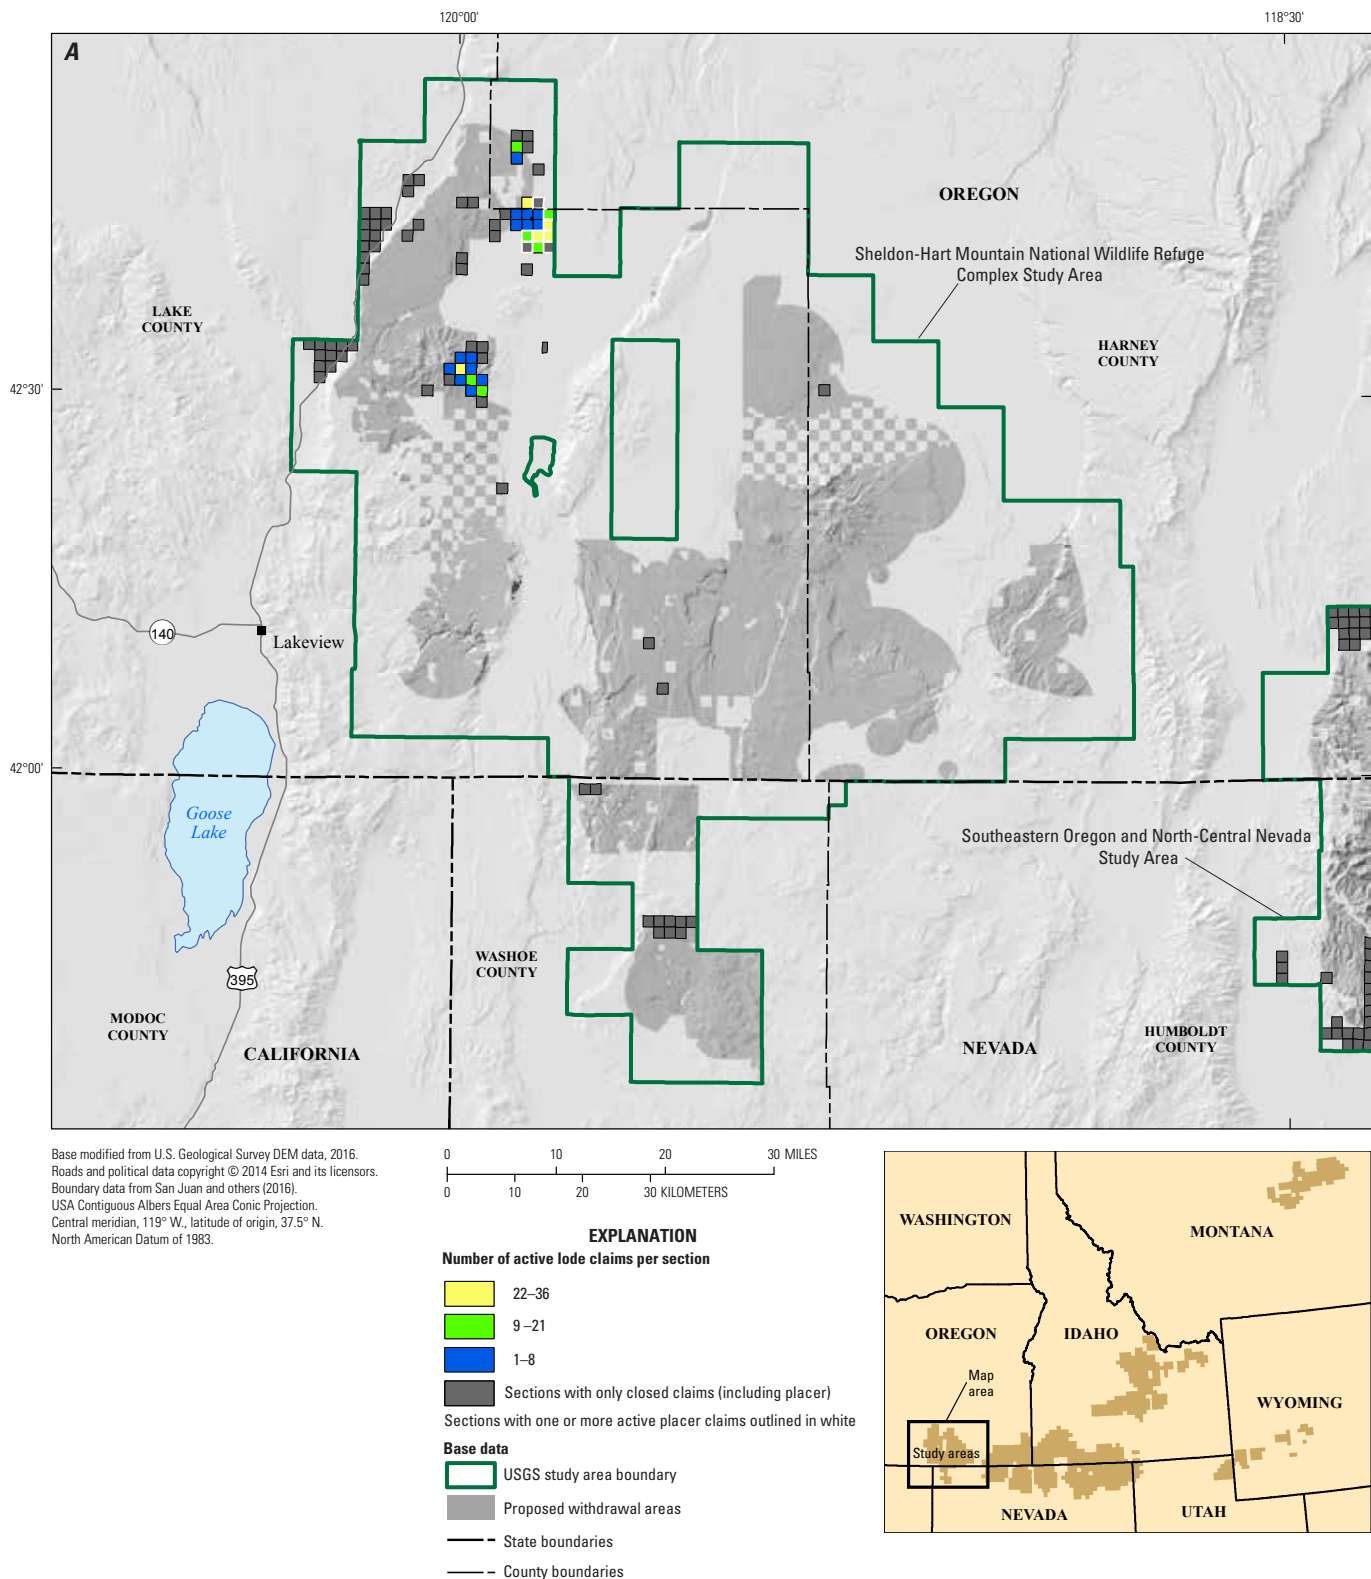 120°00'
118°30'
A
OREGON
Sheldon-Hart Mountain National Wildlife Refuge
Complex Study Area
LAKE
COUNTY
HARNEY
COUNTY
42°30'
140
Lakeview
42°00'
Goose
Lake
Southeastern Oregon and North-Central Nevada
Study Area
WASHOE
COUNTY
395
MODOC
COUNTY
CALIFORNIA
NEVADA
HUMBOLDT
COUNTY
Base modified from U.S. Geological Survey DEM data, 2016.
Roads and political data copyright © 2014 Esri and its licensors.
Boundary data from San Juan and others (2016).
USA Contiguous Albers Equal Area Conic Projection.
Central meridian, 119° W., latitude of origin, 37.5° N.
North American Datum of 1983.
0 10 20 30 MILES
0 10 20 30 KILOMETERS
EXPLANATION
Number of active lode claims per section
22–36
9 –21
1–8
Sections with only closed claims (including placer)
Sections with one or more active placer claims outlined in white
Base data
USGS study area boundary
Proposed withdrawal areas
State boundaries
County boundaries
WASHINGTON
MONTANA
OREGON
IDAHO
Map
area
WYOMING
Study areas
NEVADA
UTAH